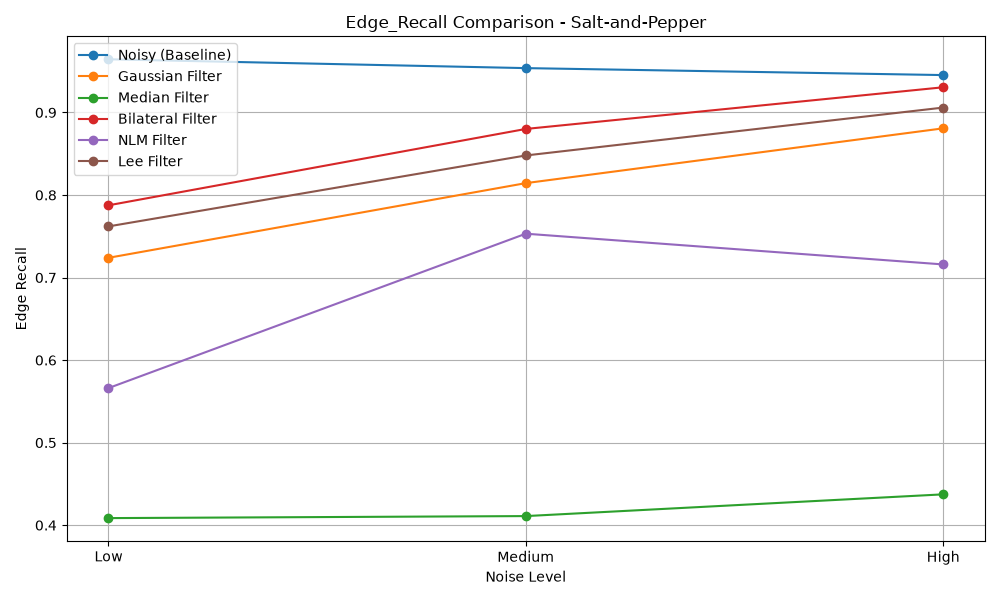 Edge_Recall Comparison - Salt-and-Pepper
Noisy (Baseline)
Gaussian Filter
Median Filter
Bilateral Filter
NLM Filter
Lee Filter
Edge Recall
0.9
0.8
0.7
0.6
0.5
0.4
Low
Medium
High
Noise Level